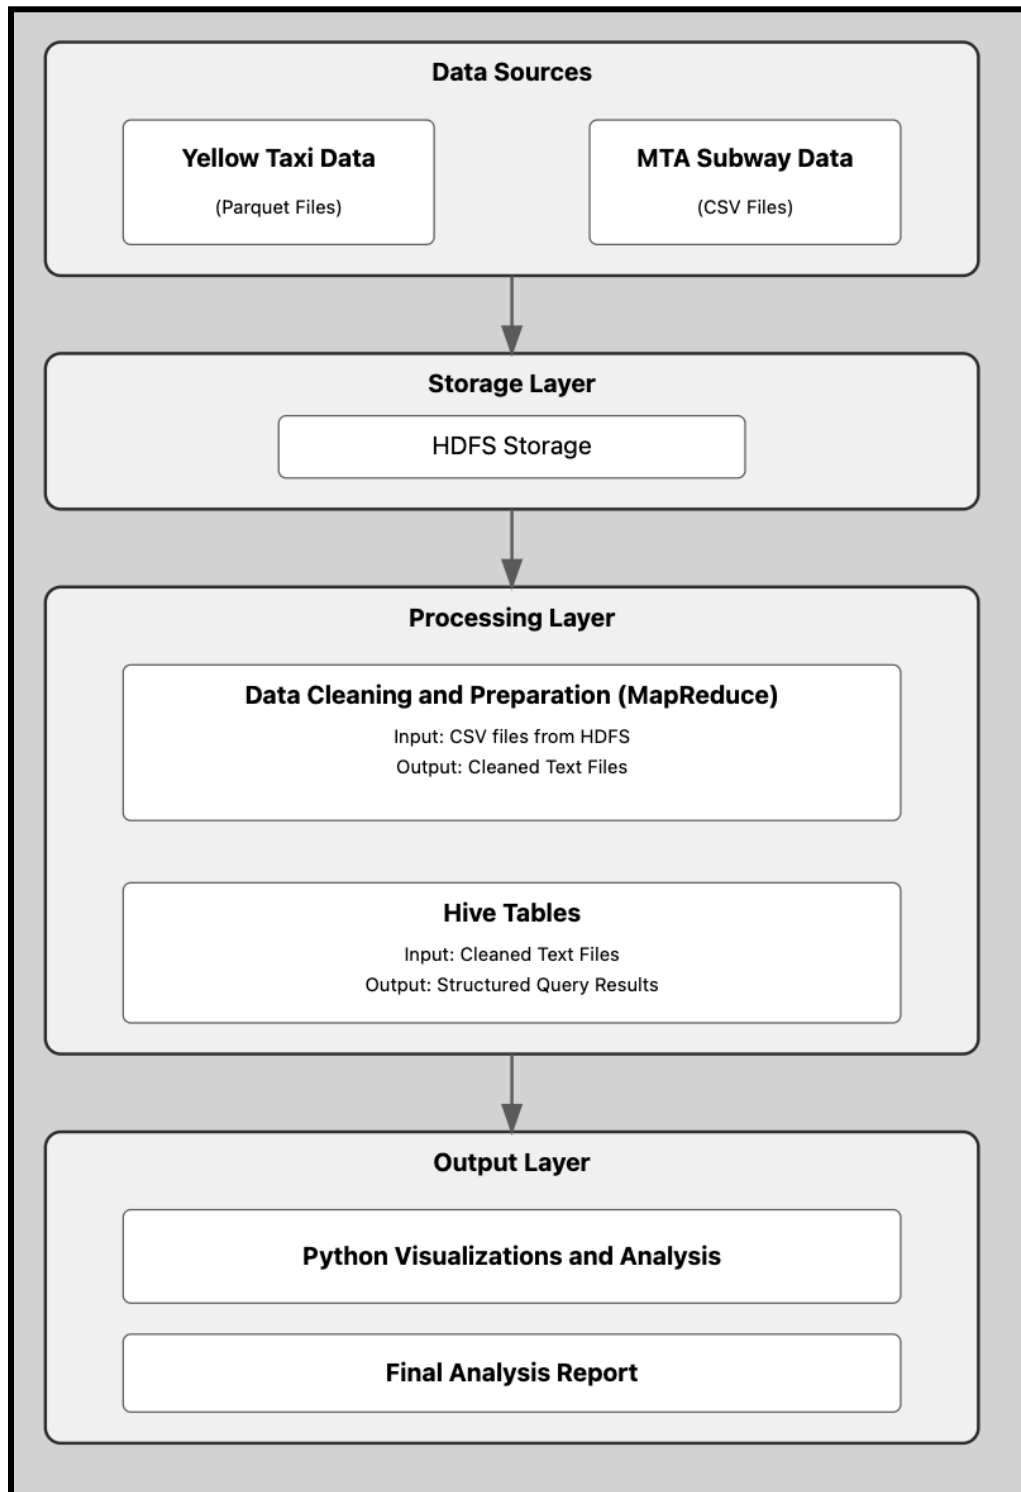 Data Sources
Yellow Taxi Data
(Parquet Files)
MTA Subway Data
(CSV Files)
Storage Layer
HDFS Storage
Processing Layer
Data Cleaning and Preparation (MapReduce)
Input: CSV files from HDFS
Output: Cleaned Text Files
Hive Tables
Input: Cleaned Text Files
Output: Structured Query Results
Output Layer
Python Visualizations and Analysis
Final Analysis Report